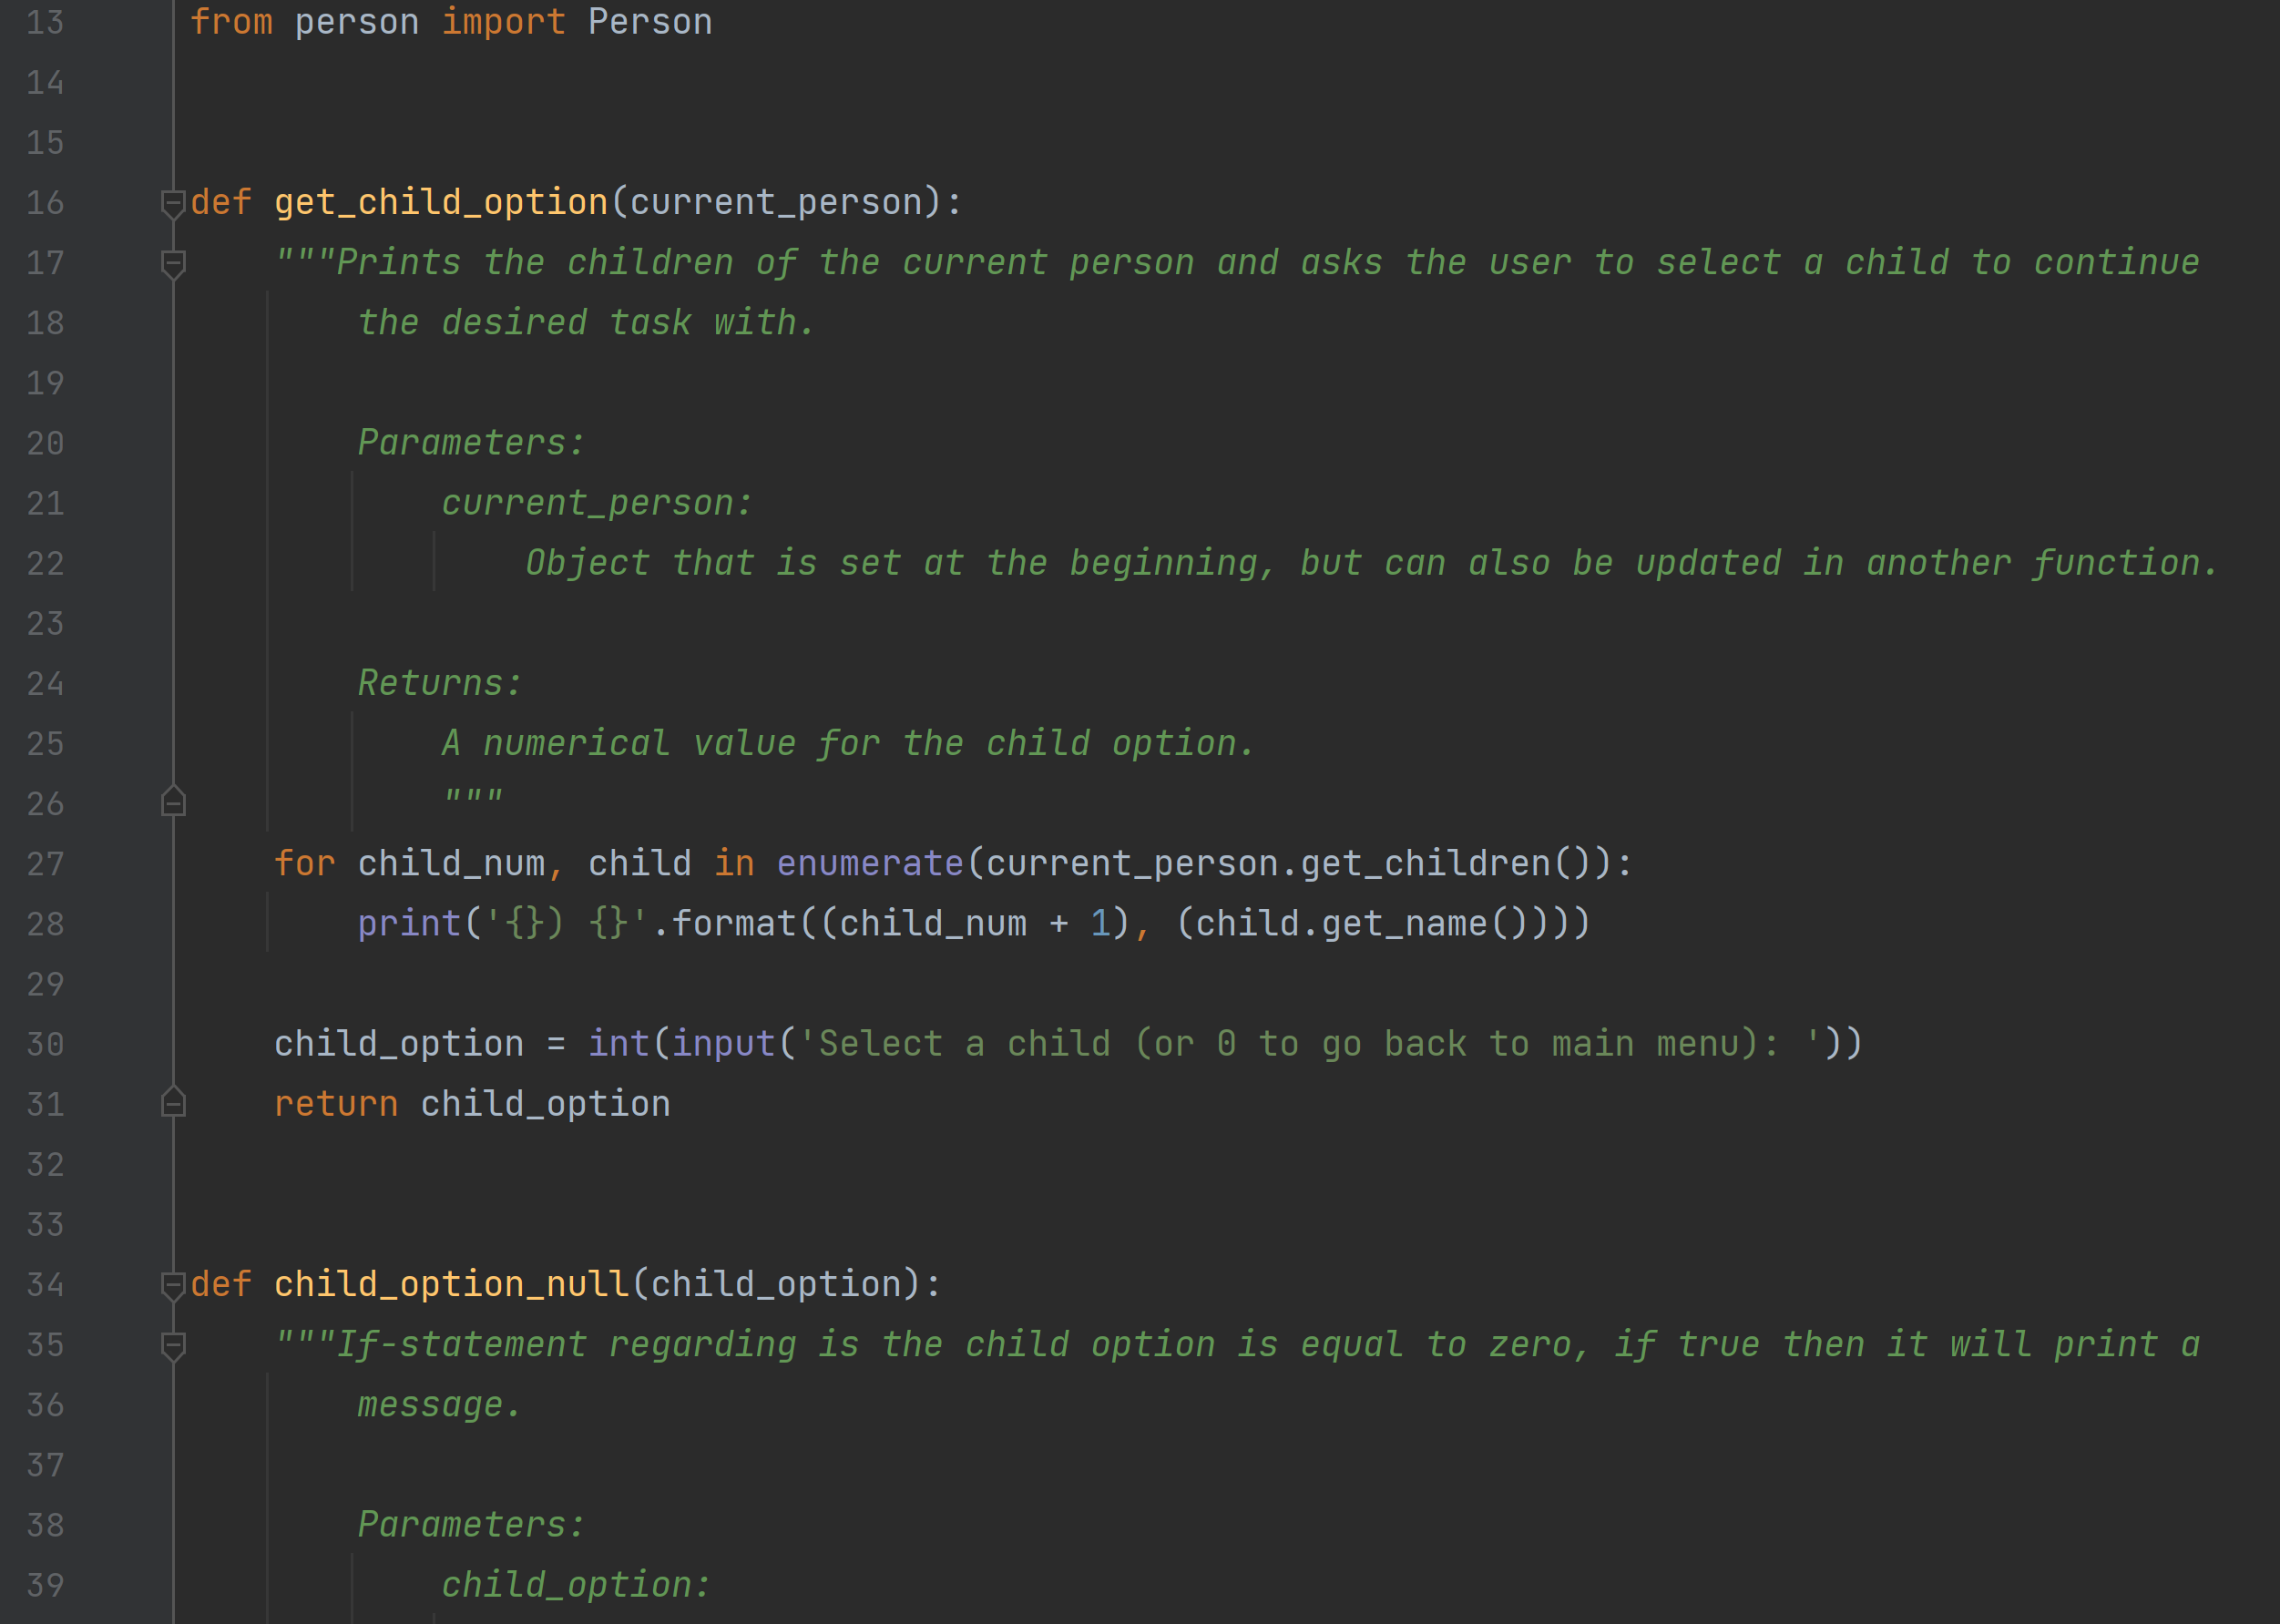 13 from person import Person
14
15
16 def get_child_option(current_person):
17     """Prints the children of the current person and asks the user to select a child to continue
18         the desired task with.
19
20         Parameters:
21             current_person:
22                 Object that is set at the beginning, but can also be updated in another function.
23
24         Returns:
25             A numerical value for the child option.
26             """
27     for child_num, child in enumerate(current_person.get_children()):
28         print('{}) {}'.format((child_num + 1), (child.get_name())))
29
30     child_option = int(input('Select a child (or 0 to go back to main menu): '))
31     return child_option
32
33
34 def child_option_null(child_option):
35     """If-statement regarding is the child option is equal to zero, if true then it will print a
36         message.
37
38         Parameters:
39             child_option: